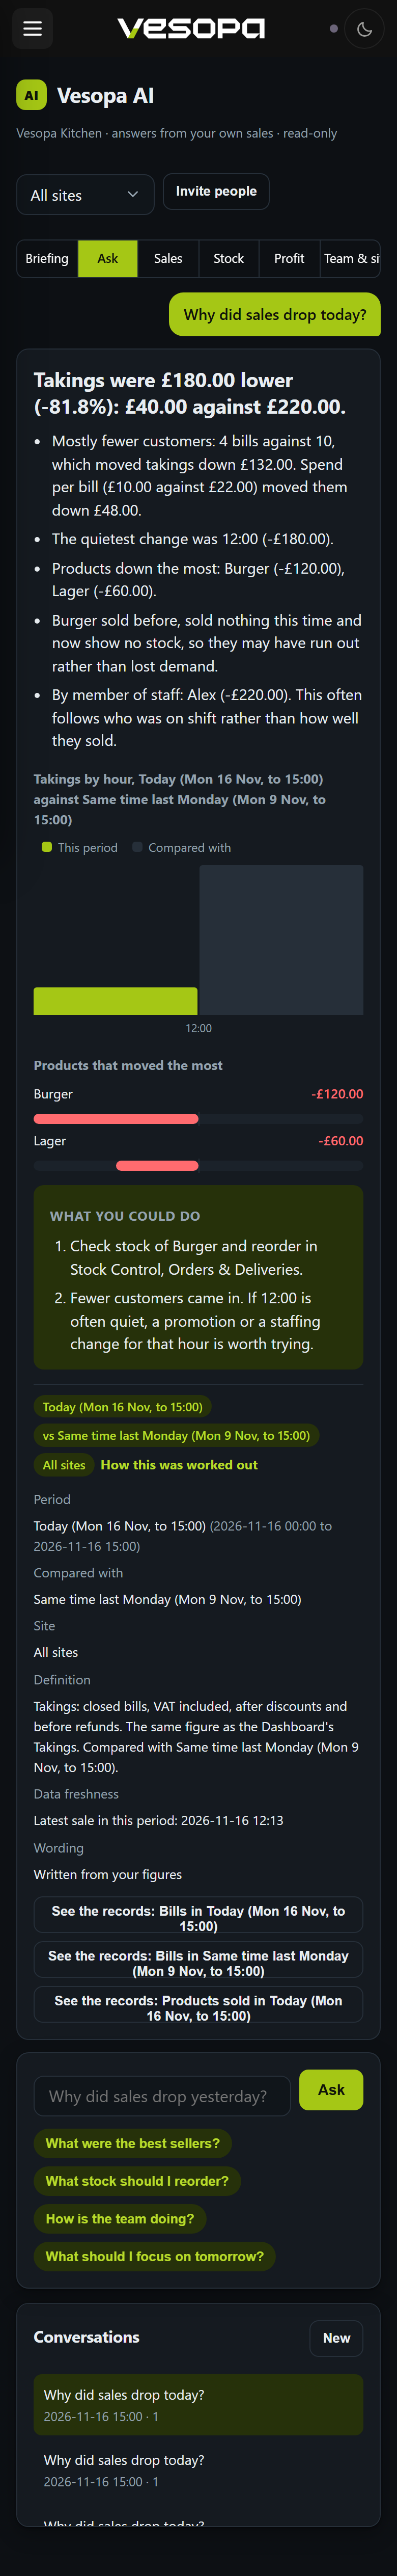 vesopa
AI Vesopa AI
Vesopa Kitchen · answers from your own sales · read-only
All sites
Invite people
Briefing Ask Sales Stock Profit Team & si
Why did sales drop today?
Takings were £180.00 lower
(-81.8%): £40.00 against £220.00.
• Mostly fewer customers: 4 bills against 10,
which moved takings down £132.00. Spend
per bill (£10.00 against £22.00) moved them
down £48.00.
• The quietest change was 12:00 (-£180.00).
• Products down the most: Burger (-£120.00),
Lager (-£60.00).
• Burger sold before, sold nothing this time and
now show no stock, so they may have run out
rather than lost demand.
• By member of staff: Alex (-£220.00). This often
follows who was on shift rather than how well
they sold.
Takings by hour, Today (Mon 16 Nov, to 15:00)
against Same time last Monday (Mon 9 Nov, to
15:00)
This period Compared with
12:00
Products that moved the most
Burger -£120.00
Lager -£60.00
WHAT YOU COULD DO
1. Check stock of Burger and reorder in
Stock Control, Orders & Deliveries.
2. Fewer customers came in. If 12:00 is
often quiet, a promotion or a staffing
change for that hour is worth trying.
Today (Mon 16 Nov, to 15:00)
vs Same time last Monday (Mon 9 Nov, to 15:00)
All sites How this was worked out
Period
Today (Mon 16 Nov, to 15:00) (2026-11-16 00:00 to
2026-11-16 15:00)
Compared with
Same time last Monday (Mon 9 Nov, to 15:00)
Site
All sites
Definition
Takings: closed bills, VAT included, after discounts and
before refunds. The same figure as the Dashboard's
Takings. Compared with Same time last Monday (Mon 9
Nov, to 15:00).
Data freshness
Latest sale in this period: 2026-11-16 12:13
Wording
Written from your figures
See the records: Bills in Today (Mon 16 Nov, to
15:00)
See the records: Bills in Same time last Monday
(Mon 9 Nov, to 15:00)
See the records: Products sold in Today (Mon
16 Nov, to 15:00)
Why did sales drop yesterday?
Ask
What were the best sellers?
What stock should I reorder?
How is the team doing?
What should I focus on tomorrow?
Conversations
New
Why did sales drop today?
2026-11-16 15:00 · 1
Why did sales drop today?
2026-11-16 15:00 · 1
Why did sales drop today?